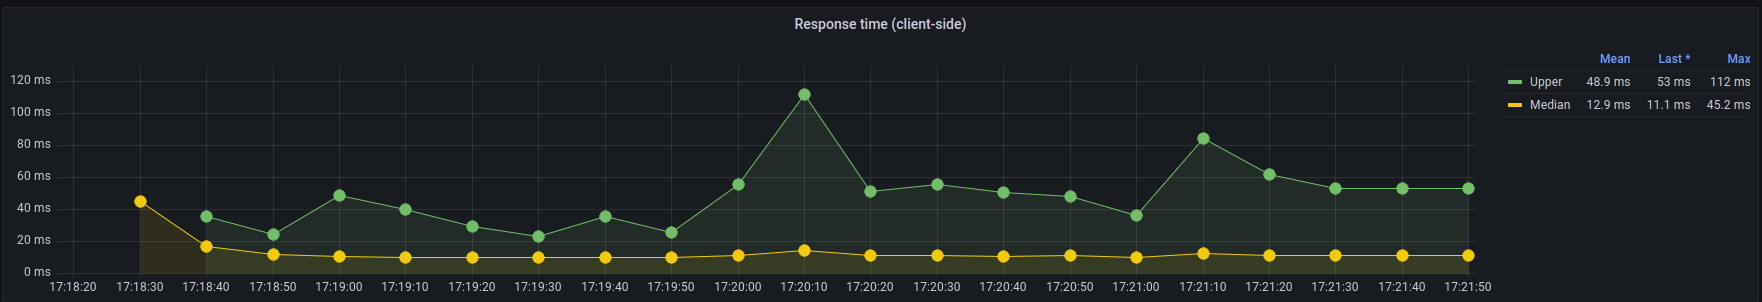 Response time (client-side)
Mean Last * Max
Upper 48.9 ms 53 ms 112 ms
Median 12.9 ms 11.1 ms 45.2 ms
120 ms
100 ms
80 ms
60 ms
40 ms
20 ms
0 ms
17:18:20 17:18:30 17:18:40 17:18:50 17:19:00 17:19:10 17:19:20 17:19:30 17:19:40 17:19:50 17:20:00 17:20:10 17:20:20 17:20:30 17:20:40 17:20:50 17:21:00 17:21:10 17:21:20 17:21:30 17:21:40 17:21:50